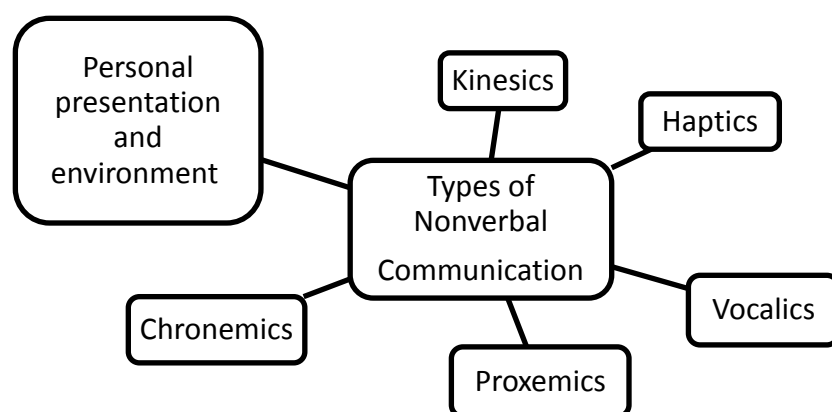 Personal
presentation
and
environment
Kinesics
Haptics
Types of
Nonverbal
Communication
Vocalics
Chronemics
Proxemics